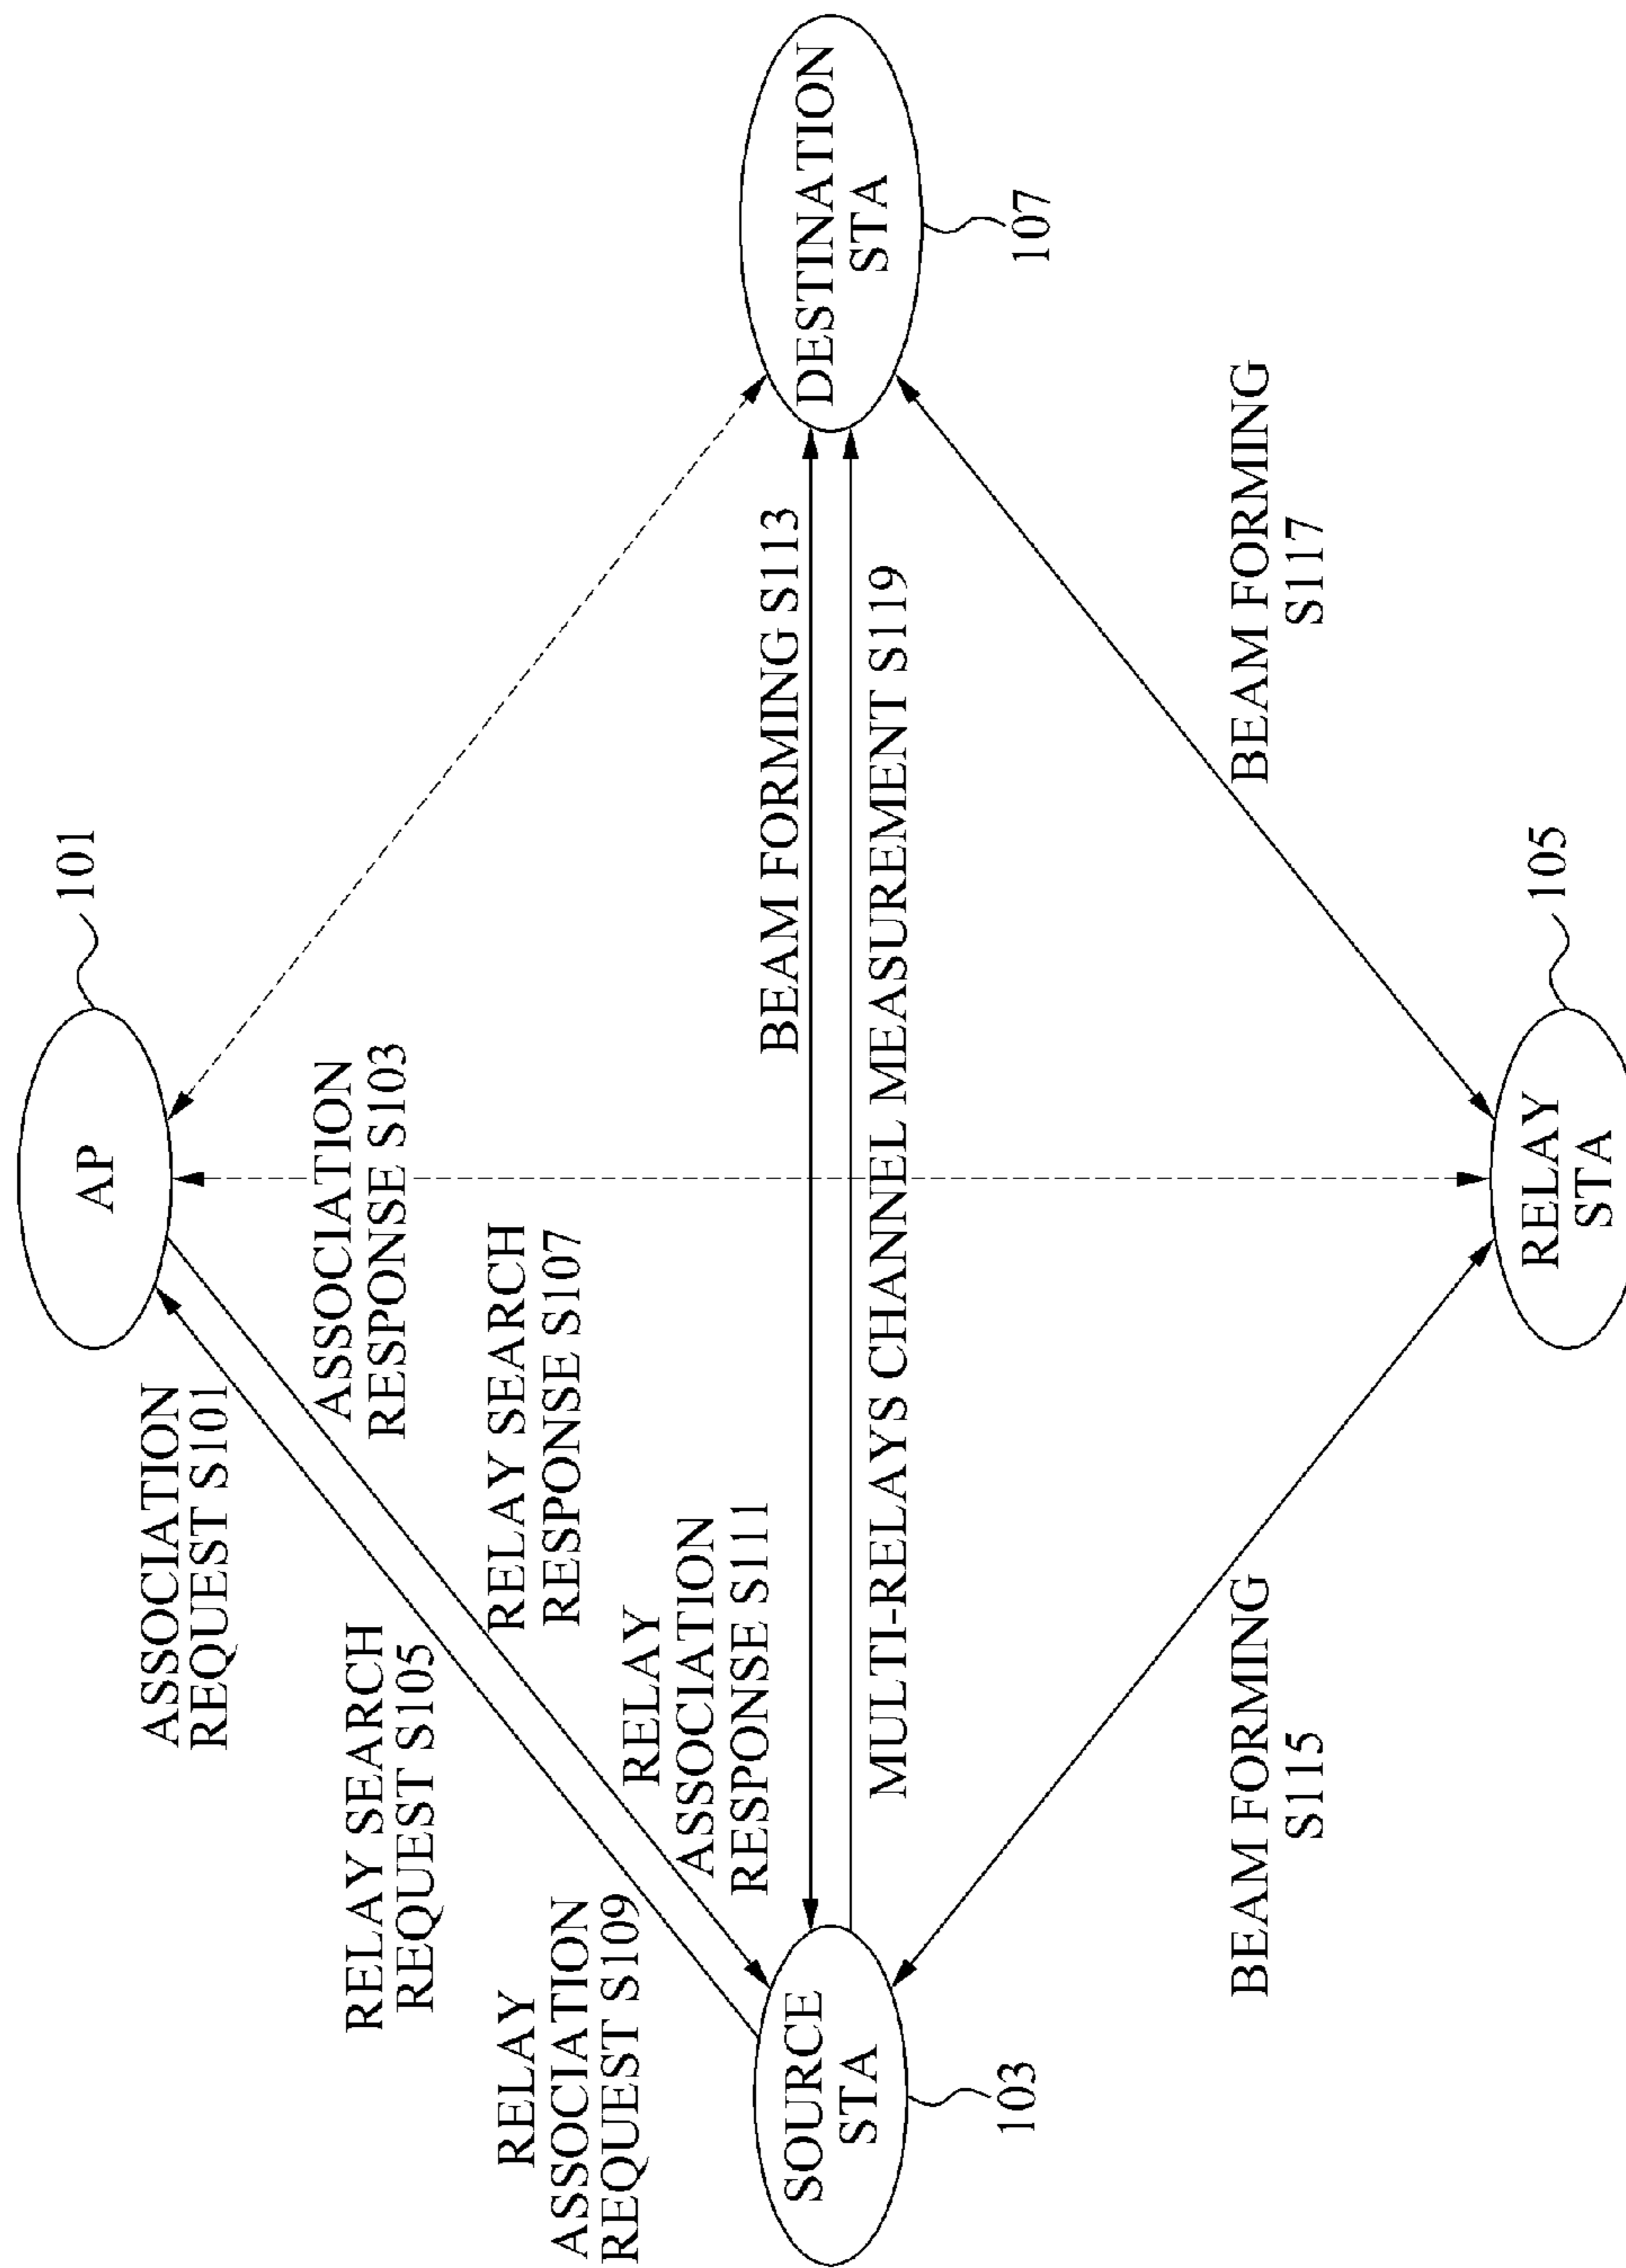 AP
101
ASSOCIATION
REQUEST S101
ASSOCIATION
RESPONSE S103
RELAY SEARCH
REQUEST S105
RELAY SEARCH
RESPONSE S107
RELAY
ASSOCIATION
REQUEST S109
RELAY
ASSOCIATION
RESPONSE S111
BEAM FORMING S113
MULTI-RELAYS CHANNEL MEASUREMENT S119
SOURCE
STA
103
DESTINATION
STA
107
BEAM FORMING
S115
BEAM FORMING
S117
RELAY
STA
105